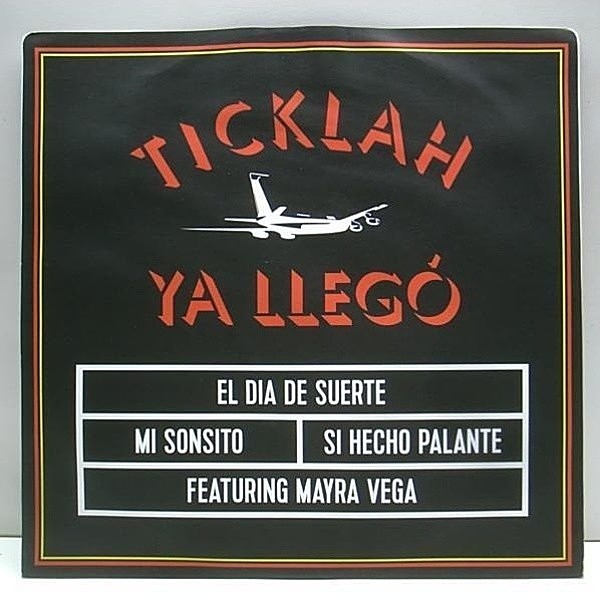 TICKLAH
YA LLEGÓ
EL DIA DE SUERTE
MI SONSITO
SI HECHO PALANTE
FEATURING MAYRA VEGA